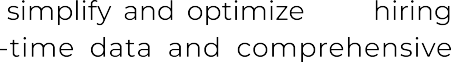 simplify and optimize hiring
-time data and comprehensive